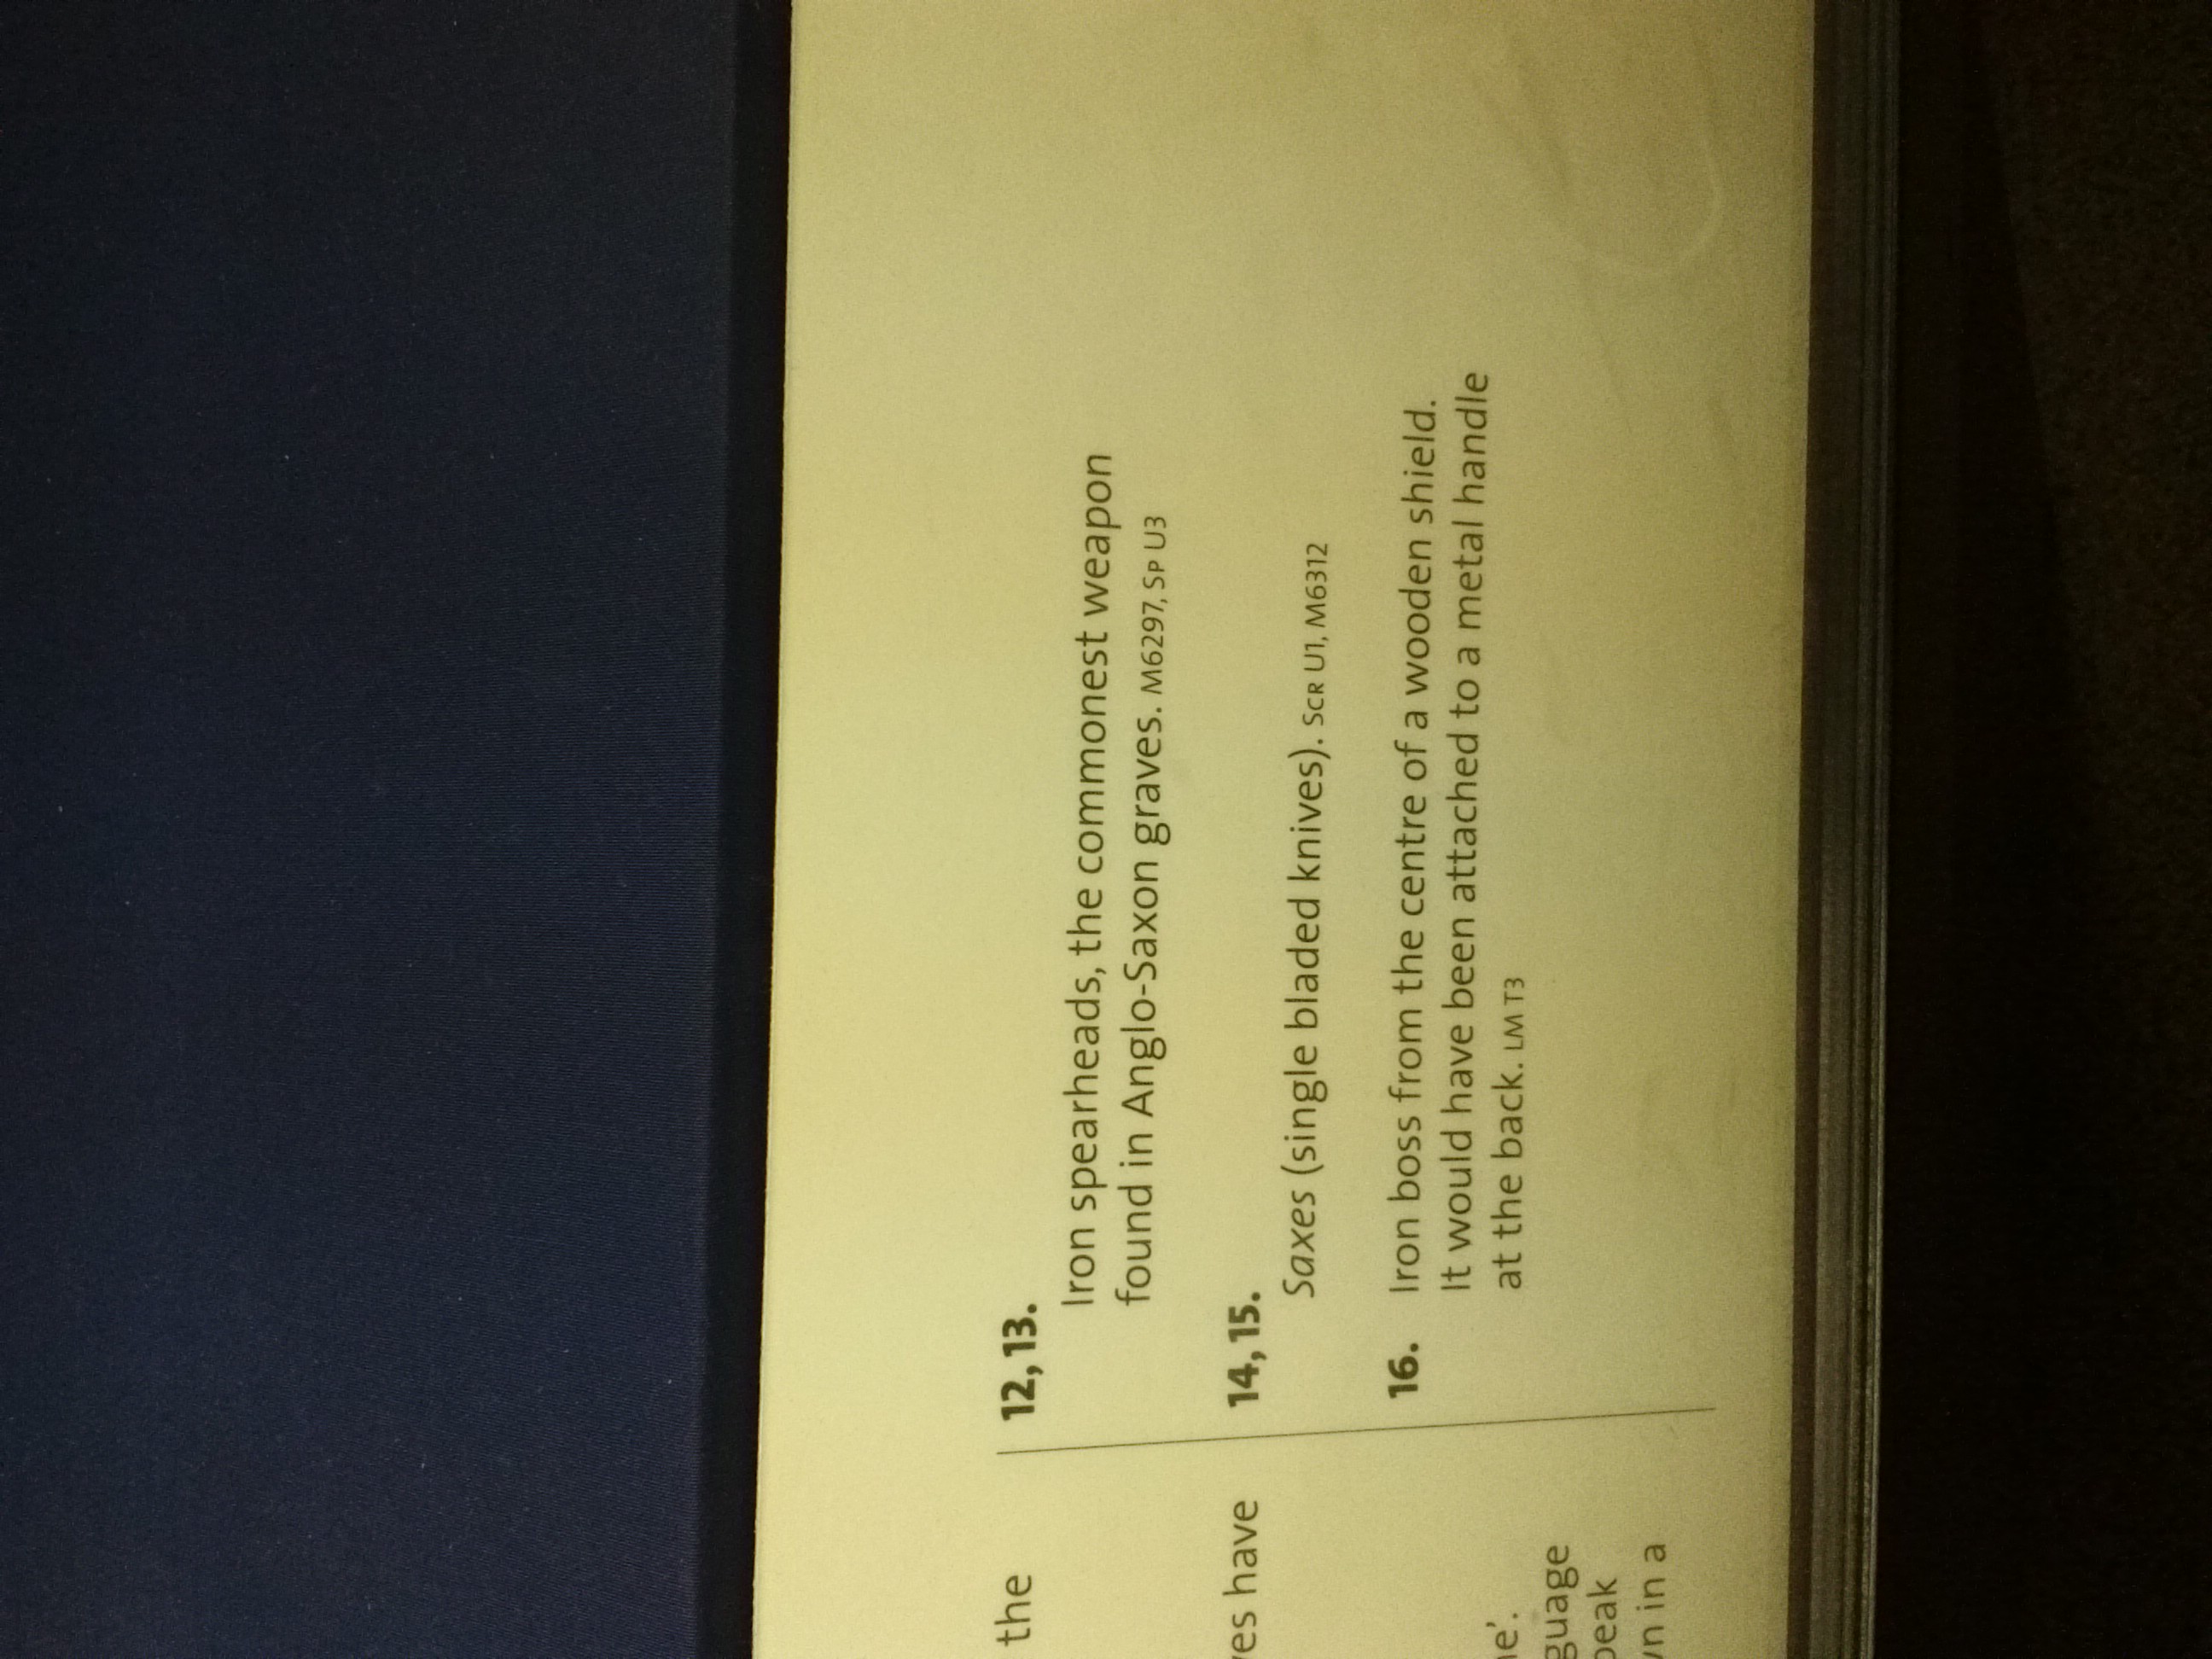 the
have
guage
in a
12, 13.
Iron spearheads, the commonest weapon
found in Anglo-Saxon graves. M6297, Sp U3
14, 15.
Saxes (single bladed knives). Scr U1, M6312
16. Iron boss from the centre of a wooden shield.
It would have been attached to a metal handle
at the back. LM T3